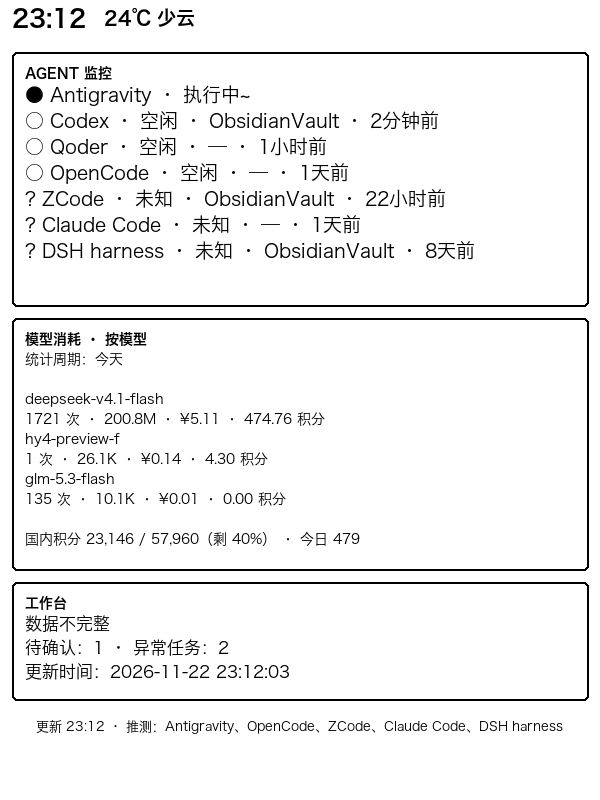 23:12 24℃ 少云
AGENT 监控
● Antigravity · 执行中~
○ Codex · 空闲 · ObsidianVault · 2分钟前
○ Qoder · 空闲 · — · 1小时前
○ OpenCode · 空闲 · — · 1天前
? ZCode · 未知 · ObsidianVault · 22小时前
? Claude Code · 未知 · — · 1天前
? DSH harness · 未知 · ObsidianVault · 8天前
模型消耗 · 按模型
统计周期：今天
deepseek-v4.1-flash
1721 次 · 200.8M · ¥5.11 · 474.76 积分
hy4-preview-f
1 次 · 26.1K · ¥0.14 · 4.30 积分
glm-5.3-flash
135 次 · 10.1K · ¥0.01 · 0.00 积分
国内积分 23,146 / 57,960（剩 40%） · 今日 479
工作台
数据不完整
待确认：1 · 异常任务：2
更新时间：2026-11-22 23:12:03
更新 23:12 · 推测：Antigravity、OpenCode、ZCode、Claude Code、DSH harness